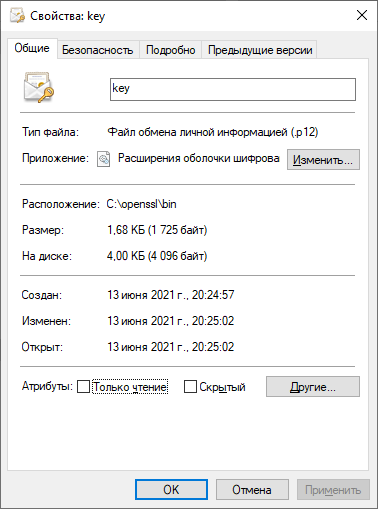 Свойства: key
Общие Безопасность Подробно Предыдущие версии
key
Тип файла: Файл обмена личной информацией (.p12)
Приложение: Расширения оболочки шифрова Изменить...
Расположение: C:\openssl\bin
Размер: 1,68 КБ (1 725 байт)
На диске: 4,00 КБ (4 096 байт)
Создан: 13 июня 2021 г., 20:24:57
Изменен: 13 июня 2021 г., 20:25:02
Открыт: 13 июня 2021 г., 20:25:02
Атрибуты: Только чтение Скрытый Другие...
OK Отмена Применить